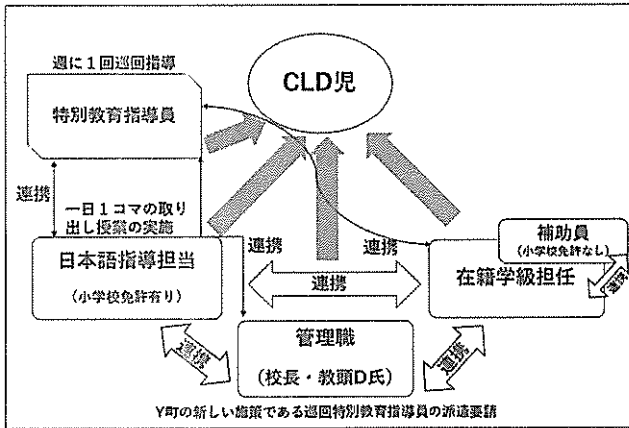 週に1回巡回指導
CLD児
特別教育指導員
連携
一日1コマの取り
出し授業の実施
日本語指導担当
(小学校免許有り)
連携
連携
連携
補助員
(小学校免許なし)
在籍学級担任
連携
連携
管理職
(校長・教頭D氏)
連携
Y町の新しい施策である巡回特別教育指導員の派遣要請